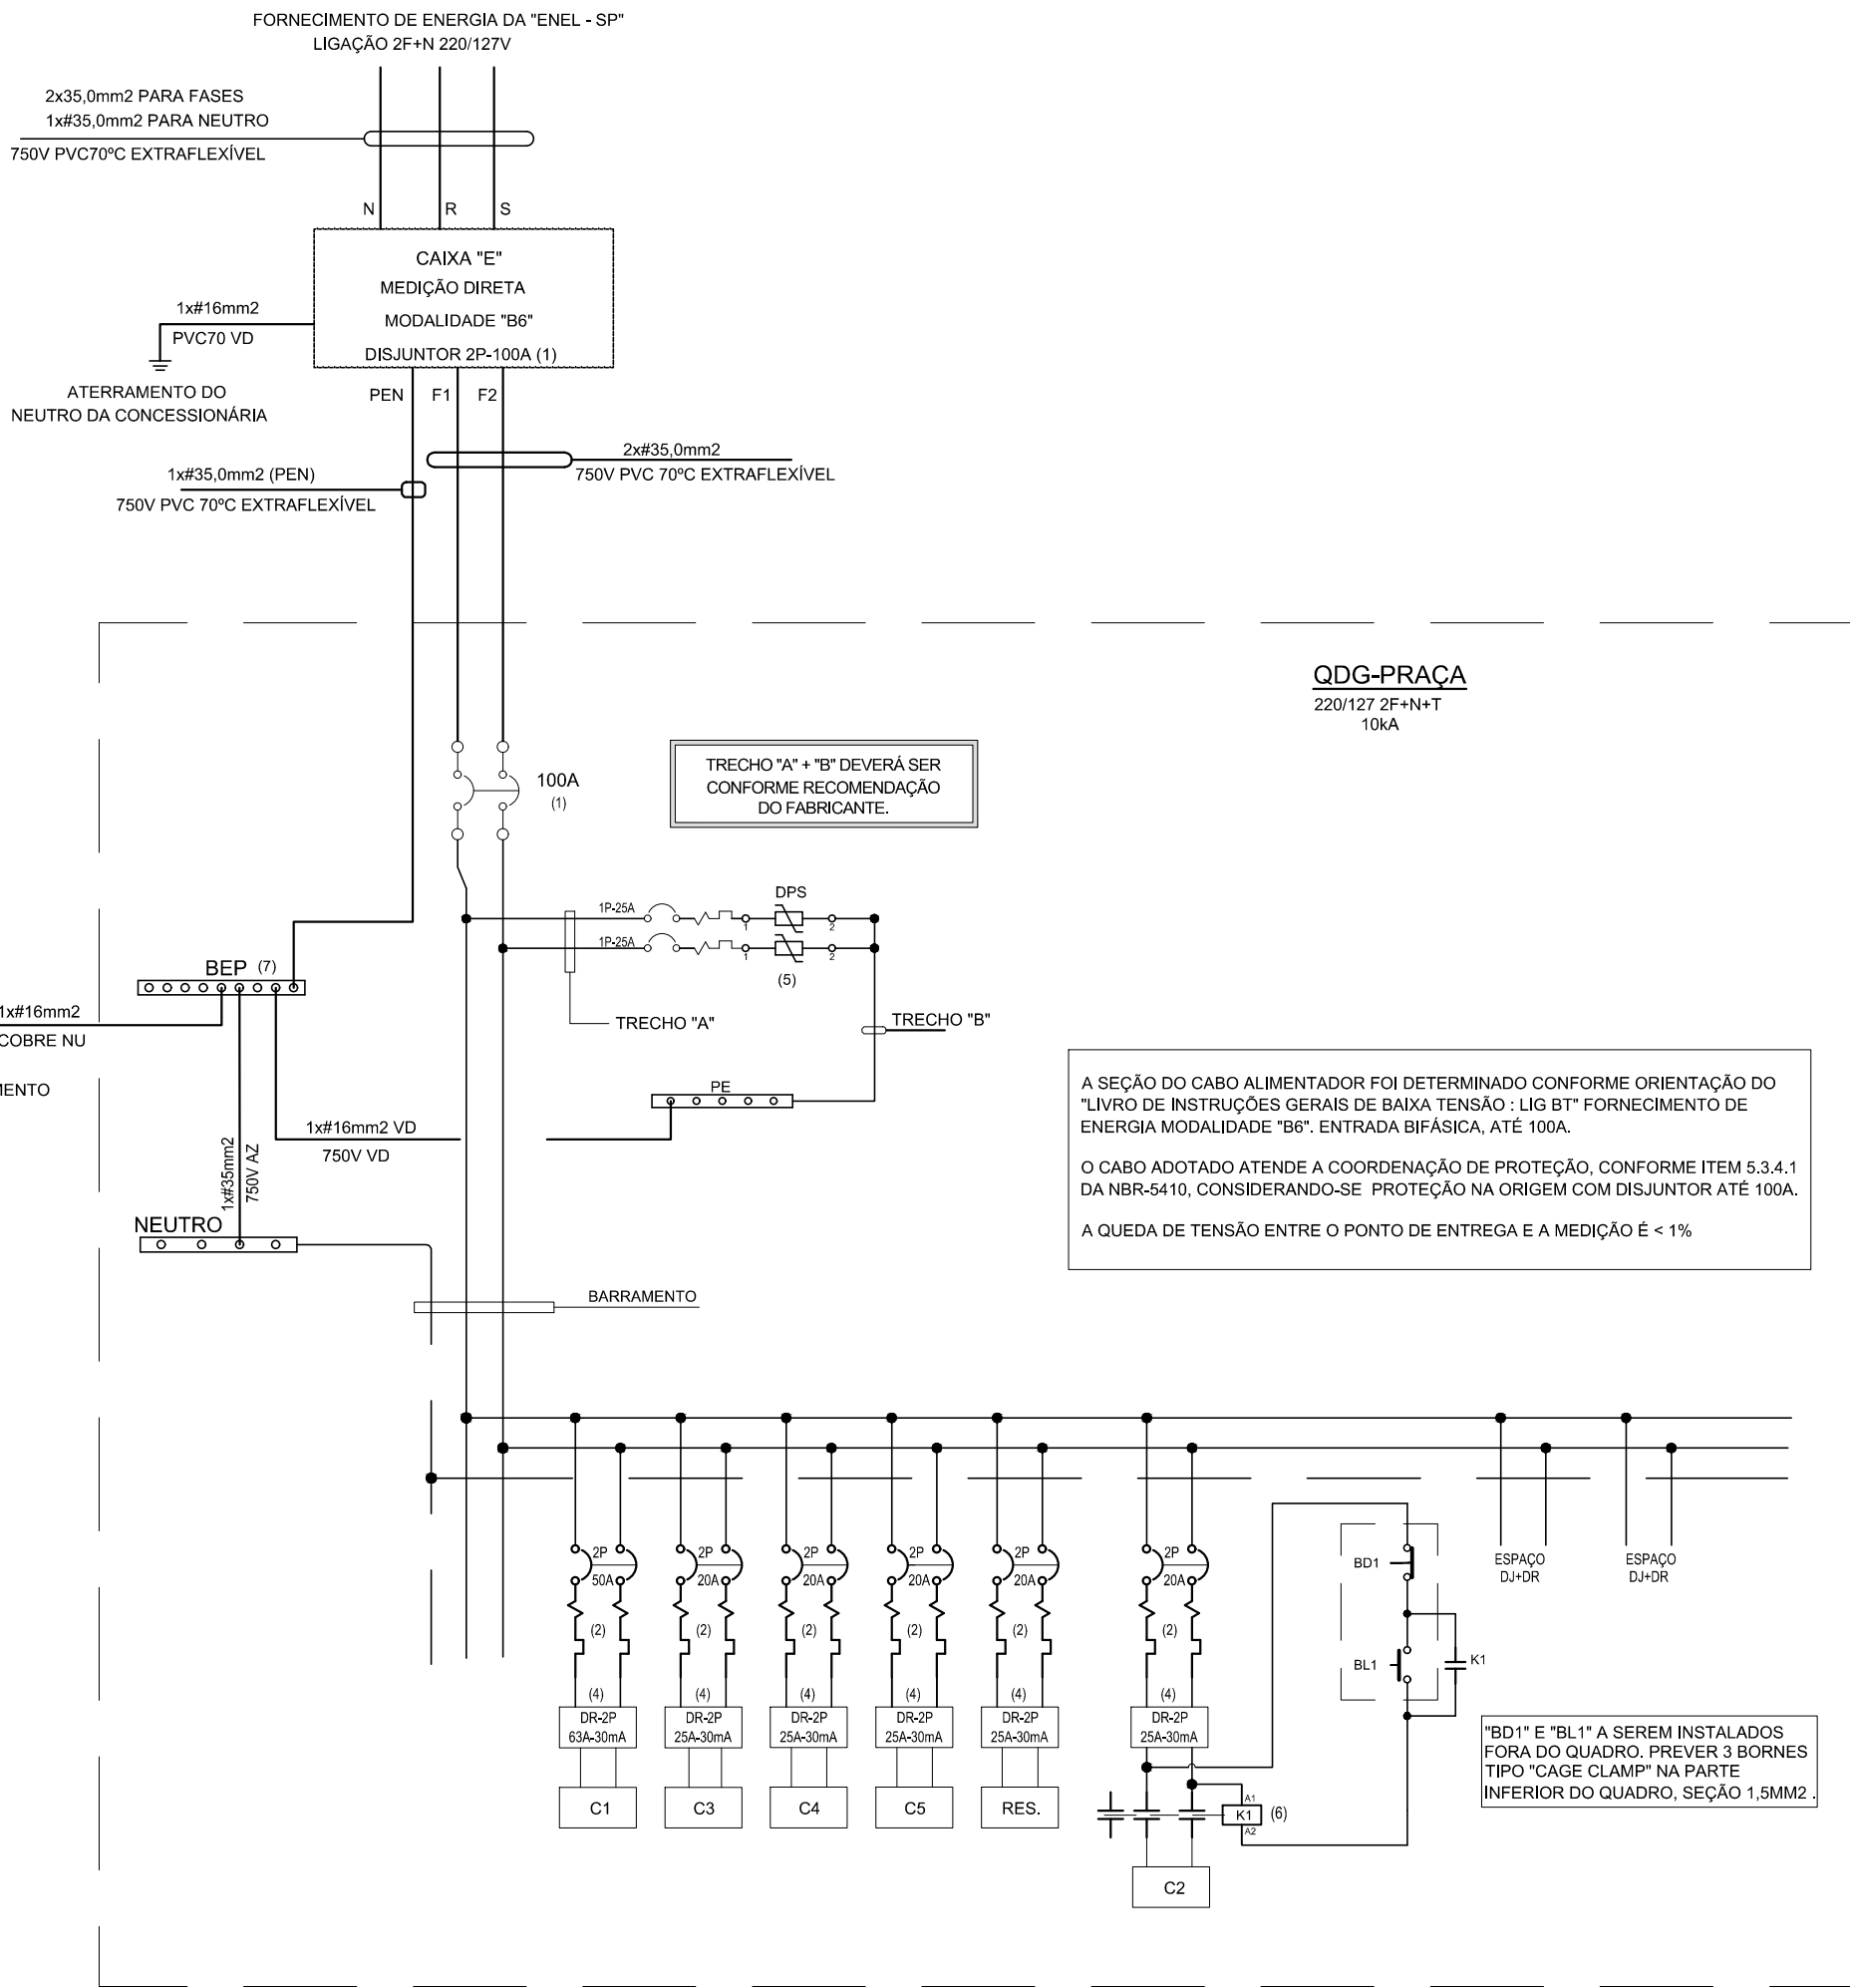 FORNECIMENTO DE ENERGIA DA "ENEL - SP"
LIGAÇÃO 2F+N 220/127V
2x35,0mm2 PARA FASES
1x#35,0mm2 PARA NEUTRO
750V PVC70ºC EXTRAFLEXÍVEL
N R S
CAIXA "E"
MEDIÇÃO DIRETA
MODALIDADE "B6"
DISJUNTOR 2P-100A (1)
1x#16mm2
PVC70 VD
ATERRAMENTO DO
NEUTRO DA CONCESSIONÁRIA
PEN F1 F2
2x#35,0mm2
750V PVC 70ºC EXTRAFLEXÍVEL
1x#35,0mm2 (PEN)
750V PVC 70ºC EXTRAFLEXÍVEL
QDG-PRAÇA
220/127 2F+N+T
10kA
100A
(1)
TRECHO "A" + "B" DEVERÁ SER
CONFORME RECOMENDAÇÃO
DO FABRICANTE.
DPS
1P-25A
1 2
1P-25A
1 2
(5)
TRECHO "A"
TRECHO "B"
BEP (7)
1x#16mm2
COBRE NU
MENTO
PE
1x#16mm2 VD
750V VD
1x#35mm2
750V AZ
NEUTRO
BARRAMENTO
A SEÇÃO DO CABO ALIMENTADOR FOI DETERMINADO CONFORME ORIENTAÇÃO DO
"LIVRO DE INSTRUÇÕES GERAIS DE BAIXA TENSÃO : LIG BT" FORNECIMENTO DE
ENERGIA MODALIDADE "B6". ENTRADA BIFÁSICA, ATÉ 100A.
O CABO ADOTADO ATENDE A COORDENAÇÃO DE PROTEÇÃO, CONFORME ITEM 5.3.4.1
DA NBR-5410, CONSIDERANDO-SE PROTEÇÃO NA ORIGEM COM DISJUNTOR ATÉ 100A.
A QUEDA DE TENSÃO ENTRE O PONTO DE ENTREGA E A MEDIÇÃO É < 1%
2P 2P 2P 2P 2P 2P
50A 20A 20A 20A 20A 20A
(2) (2) (2) (2) (2) (2)
(4) (4) (4) (4) (4) (4)
DR-2P DR-2P DR-2P DR-2P DR-2P DR-2P
63A-30mA 25A-30mA 25A-30mA 25A-30mA 25A-30mA 25A-30mA
C1 C3 C4 C5 RES.
A1
K1 (6)
A2
C2
BD1
BL1
K1
ESPAÇO
DJ+DR
ESPAÇO
DJ+DR
"BD1" E "BL1" A SEREM INSTALADOS
FORA DO QUADRO. PREVER 3 BORNES
TIPO "CAGE CLAMP" NA PARTE
INFERIOR DO QUADRO, SEÇÃO 1,5MM2 .